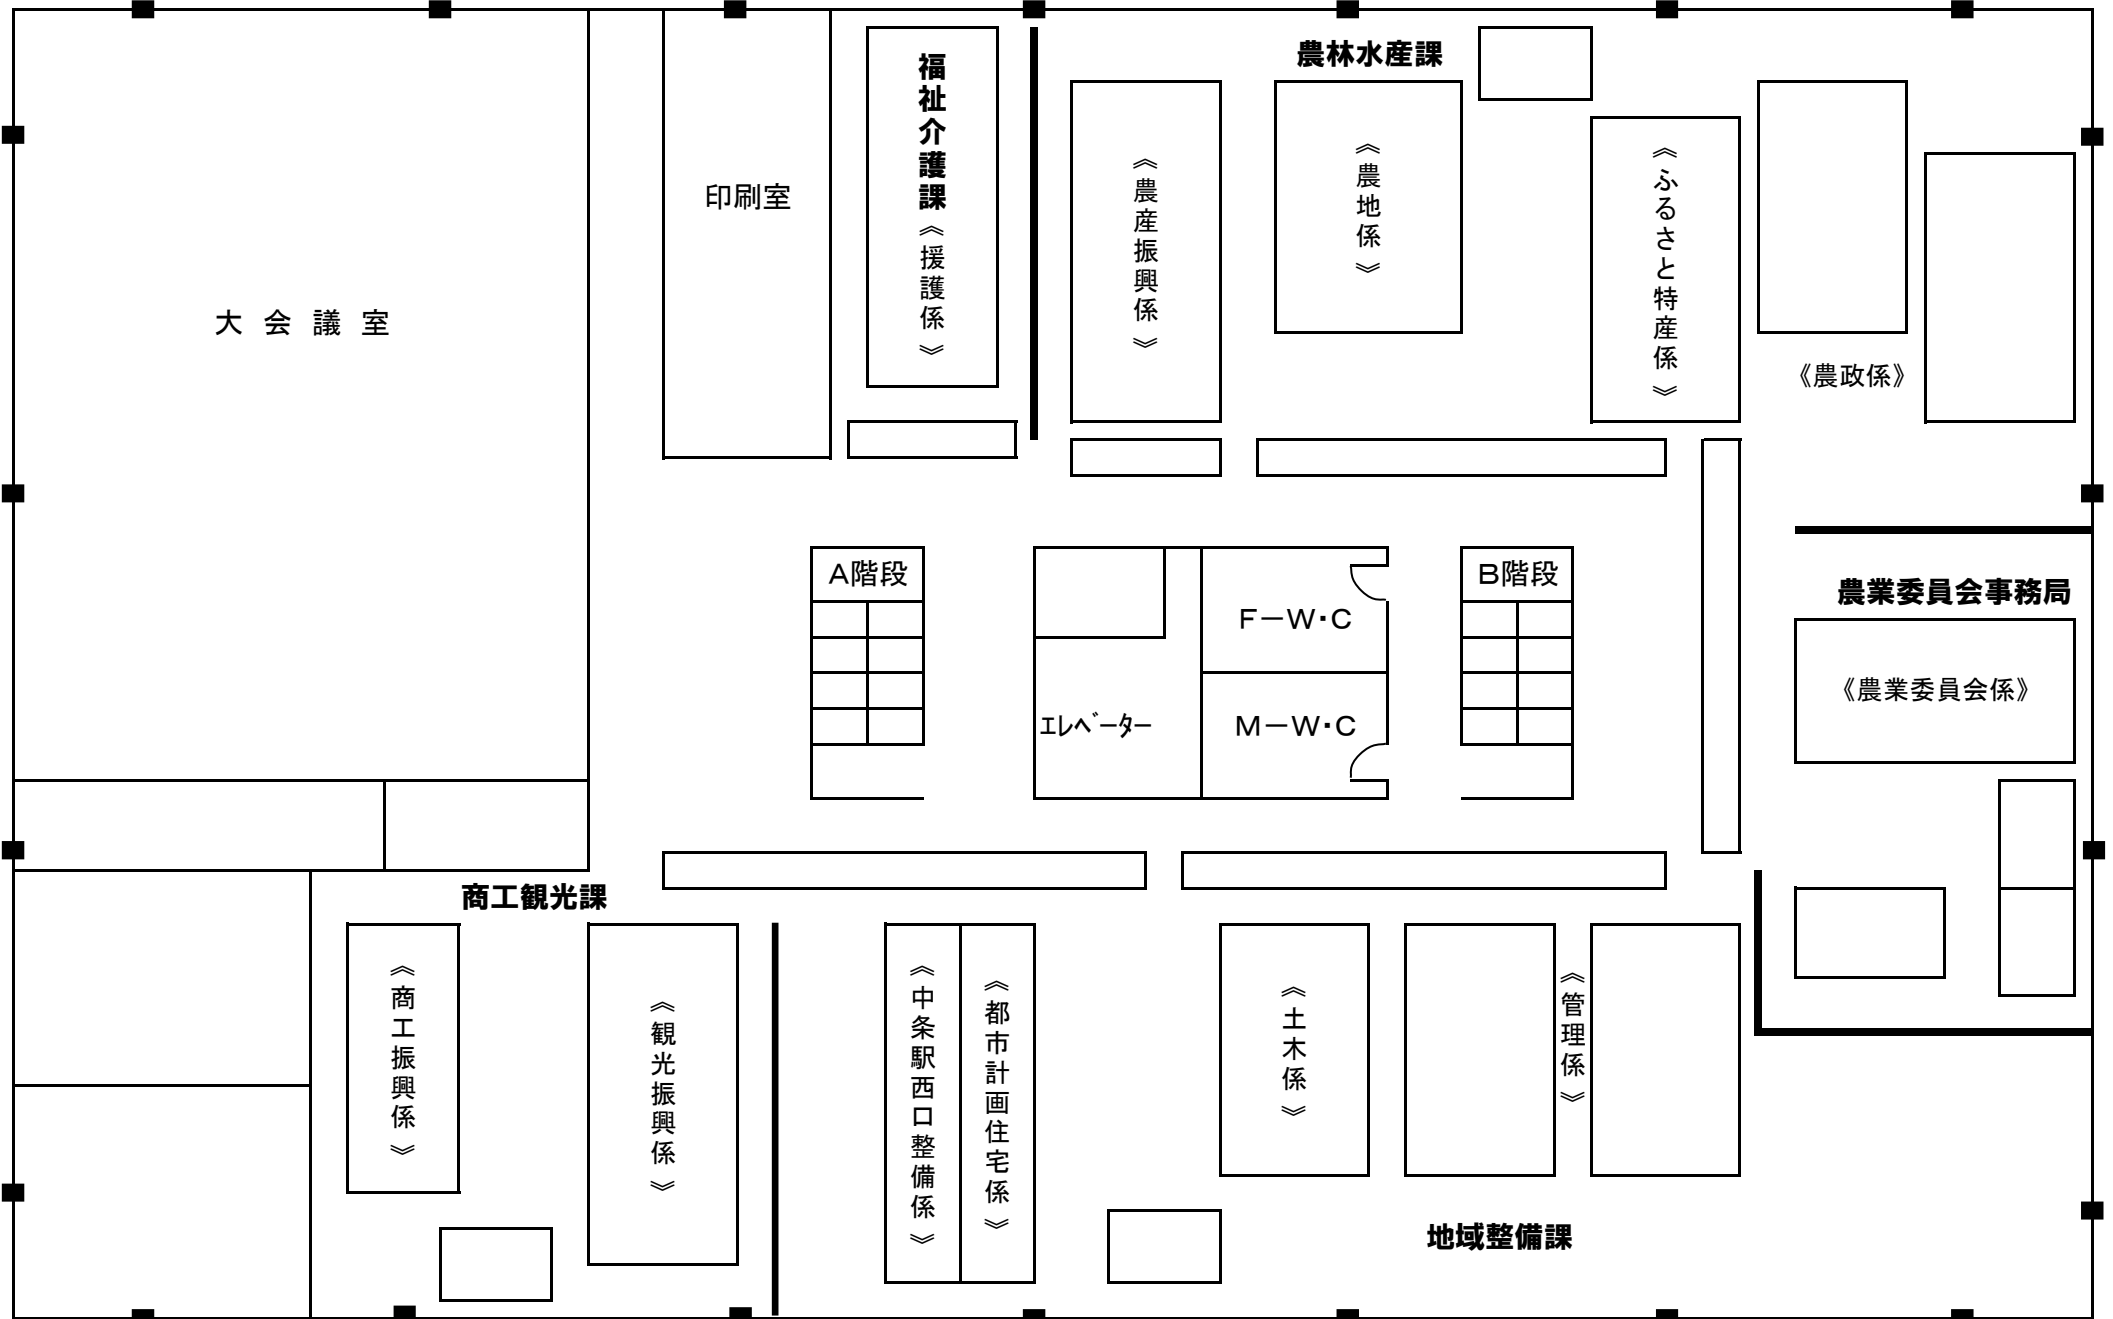 農林水産課
福祉介護課《援護係》
印刷室
《農産振興係》
《農地係》
《ふるさと特産係》
《農政係》
大会議室
A階段
F－W・C
B階段
農業委員会事務局
《農業委員会係》
エレベーター
M－W・C
商工観光課
《商工振興係》
《観光振興係》
《中条駅西口整備係》
《都市計画住宅係》
《土木係》
《管理係》
地域整備課